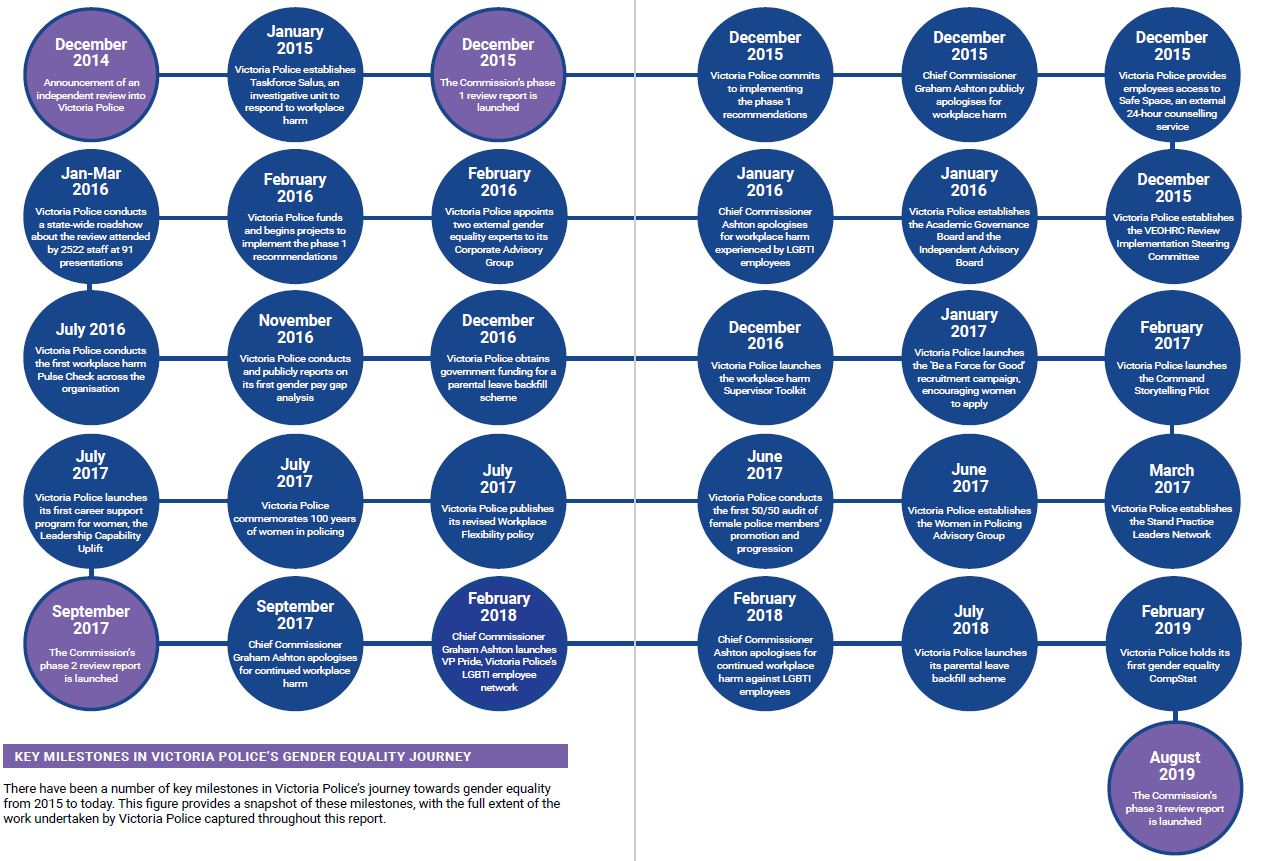 December
2014
Announcement of an
independent review into
Victoria Police
January
2015
Victoria Police establishes
Taskforce Salus, an
investigative unit to
respond to workplace
harm
December
2015
The Commission's phase
1 review report is
launched
December
2015
Victoria Police commits
to implementing
the phase 1
recommendations
December
2015
Chief Commissioner
Graham Ashton publicly
apologises for
workplace harm
December
2015
Victoria Police provides
employees access to
Safe Space, an external
24-hour counselling
service
Jan-Mar
2016
Victoria Police conducts
a state-wide roadshow
about the review attended
by 2522 staff at 91
presentations
February
2016
Victoria Police funds
and begins projects to
implement the phase 1
recommendations
February
2016
Victoria Police appoints
two external gender
equality experts to its
Corporate Advisory
Group
January
2016
Chief Commissioner
Ashton apologises
for workplace harm
experienced by LGBTI
employees
January
2016
Victoria Police establishes
the Academic Governance
Board and the
Independent Advisory
Board
December
2015
Victoria Police establishes
the VEOHRC Review
Implementation Steering
Committee
July 2016
Victoria Police conducts
the first workplace harm
Pulse Check across the
organisation
November
2016
Victoria Police conducts
and publicly reports on
its first gender pay gap
analysis
December
2016
Victoria Police obtains
government funding for a
parental leave backfill
scheme
December
2016
Victoria Police launches
the workplace harm
Supervisor Toolkit
January
2017
Victoria Police launches
the 'Be a Force for Good'
recruitment campaign,
encouraging women
to apply
February
2017
Victoria Police launches
the Command
Storytelling Pilot
July
2017
Victoria Police launches
its first career support
program for women, the
Leadership Capability
Uplift
July
2017
Victoria Police
commemorates 100 years
of women in policing
July
2017
Victoria Police publishes
its revised Workplace
Flexibility policy
June
2017
Victoria Police conducts
the first 50/50 audit of
female police members'
promotion and
progression
June
2017
Victoria Police establishes
the Women in Policing
Advisory Group
March
2017
Victoria Police establishes
the Stand Practice
Leaders Network
September
2017
The Commission's
phase 2 review report
is launched
September
2017
Chief Commissioner
Graham Ashton apologises
for continued workplace
harm
February
2018
Chief Commissioner
Graham Ashton launches
VP Pride, Victoria Police's
LGBTI employee
network
February
2018
Chief Commissioner
Ashton apologises for
continued workplace
harm against LGBTI
employees
July
2018
Victoria Police launches
its parental leave
backfill scheme
February
2019
Victoria Police holds its
first gender equality
CompStat
August
2019
The Commission's
phase 3 review report
is launched
KEY MILESTONES IN VICTORIA POLICE'S GENDER EQUALITY JOURNEY
There have been a number of key milestones in Victoria Police's journey towards gender equality
from 2015 to today. This figure provides a snapshot of these milestones, with the full extent of the
work undertaken by Victoria Police captured throughout this report.